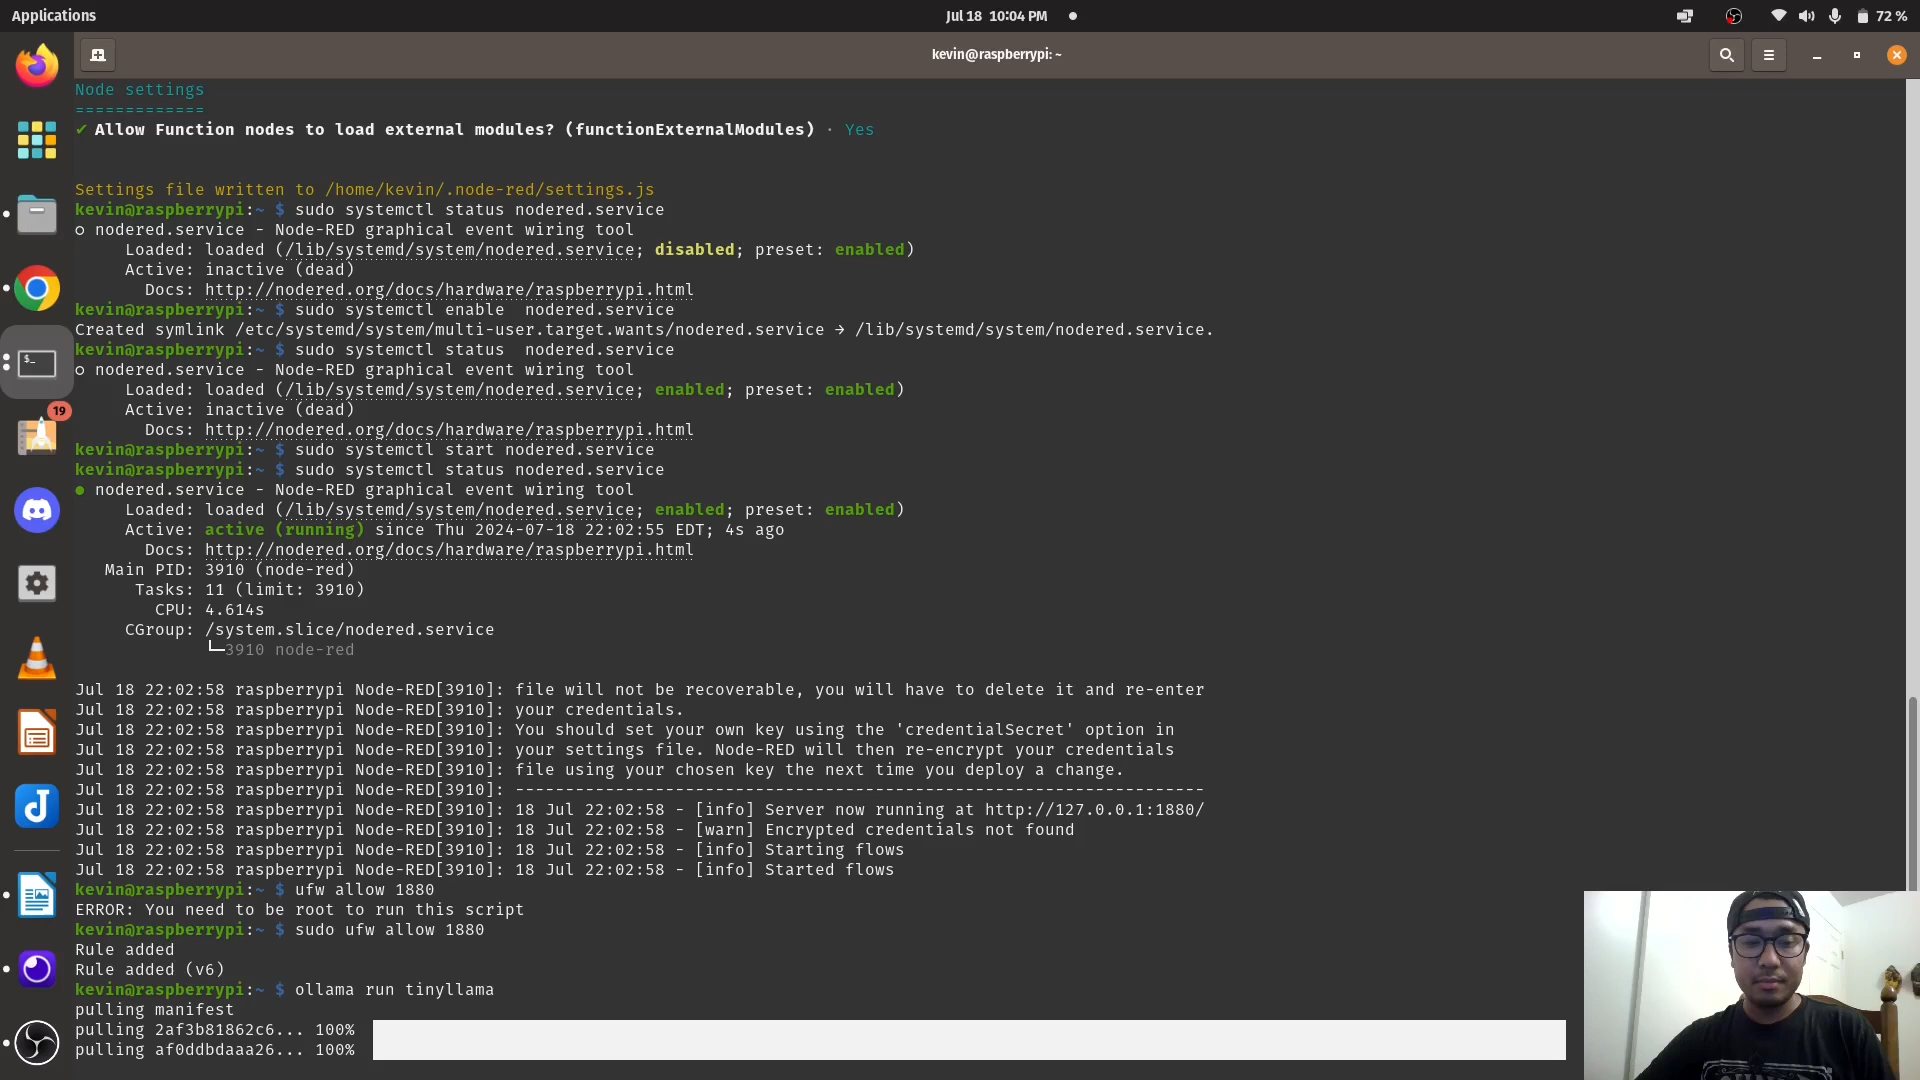 Applications
Jul 18 10:04 PM
72 %
kevin@raspberrypi: ~
Node settings
=============
✔ Allow Function nodes to load external modules? (functionExternalModules) · Yes
Settings file written to /home/kevin/.node-red/settings.js
kevin@raspberrypi:~ $ sudo systemctl status nodered.service
○ nodered.service - Node-RED graphical event wiring tool
Loaded: loaded (/lib/systemd/system/nodered.service; disabled; preset: enabled)
Active: inactive (dead)
Docs: http://nodered.org/docs/hardware/raspberrypi.html
kevin@raspberrypi:~ $ sudo systemctl enable  nodered.service
Created symlink /etc/systemd/system/multi-user.target.wants/nodered.service → /lib/systemd/system/nodered.service.
kevin@raspberrypi:~ $ sudo systemctl status  nodered.service
○ nodered.service - Node-RED graphical event wiring tool
Loaded: loaded (/lib/systemd/system/nodered.service; enabled; preset: enabled)
Active: inactive (dead)
Docs: http://nodered.org/docs/hardware/raspberrypi.html
kevin@raspberrypi:~ $ sudo systemctl start nodered.service
kevin@raspberrypi:~ $ sudo systemctl status nodered.service
● nodered.service - Node-RED graphical event wiring tool
Loaded: loaded (/lib/systemd/system/nodered.service; enabled; preset: enabled)
Active: active (running) since Thu 2024-07-18 22:02:55 EDT; 4s ago
Docs: http://nodered.org/docs/hardware/raspberrypi.html
Main PID: 3910 (node-red)
Tasks: 11 (limit: 3910)
CPU: 4.614s
CGroup: /system.slice/nodered.service
└─3910 node-red
Jul 18 22:02:58 raspberrypi Node-RED[3910]: file will not be recoverable, you will have to delete it and re-enter
Jul 18 22:02:58 raspberrypi Node-RED[3910]: your credentials.
Jul 18 22:02:58 raspberrypi Node-RED[3910]: You should set your own key using the 'credentialSecret' option in
Jul 18 22:02:58 raspberrypi Node-RED[3910]: your settings file. Node-RED will then re-encrypt your credentials
Jul 18 22:02:58 raspberrypi Node-RED[3910]: file using your chosen key the next time you deploy a change.
Jul 18 22:02:58 raspberrypi Node-RED[3910]: ---------------------------------------------------------------------
Jul 18 22:02:58 raspberrypi Node-RED[3910]: 18 Jul 22:02:58 - [info] Server now running at http://127.0.0.1:1880/
Jul 18 22:02:58 raspberrypi Node-RED[3910]: 18 Jul 22:02:58 - [warn] Encrypted credentials not found
Jul 18 22:02:58 raspberrypi Node-RED[3910]: 18 Jul 22:02:58 - [info] Starting flows
Jul 18 22:02:58 raspberrypi Node-RED[3910]: 18 Jul 22:02:58 - [info] Started flows
kevin@raspberrypi:~ $ ufw allow 1880
ERROR: You need to be root to run this script
kevin@raspberrypi:~ $ sudo ufw allow 1880
Rule added
Rule added (v6)
kevin@raspberrypi:~ $ ollama run tinyllama
pulling manifest
pulling 2af3b81862c6... 100%
pulling af0ddbdaaa26... 100%
$_
19